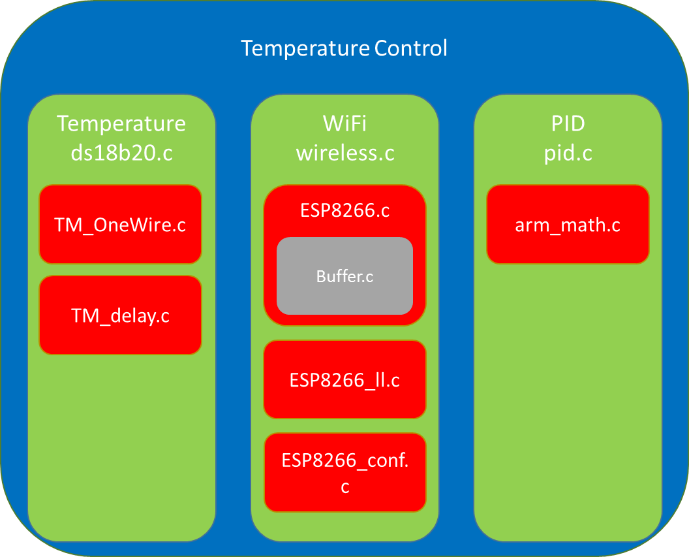 Temperature Control
Temperature
ds18b20.c
TM_OneWire.c
TM_delay.c
WiFi
wireless.c
ESP8266.c
Buffer.c
ESP8266_ll.c
ESP8266_conf.
c
PID
pid.c
arm_math.c